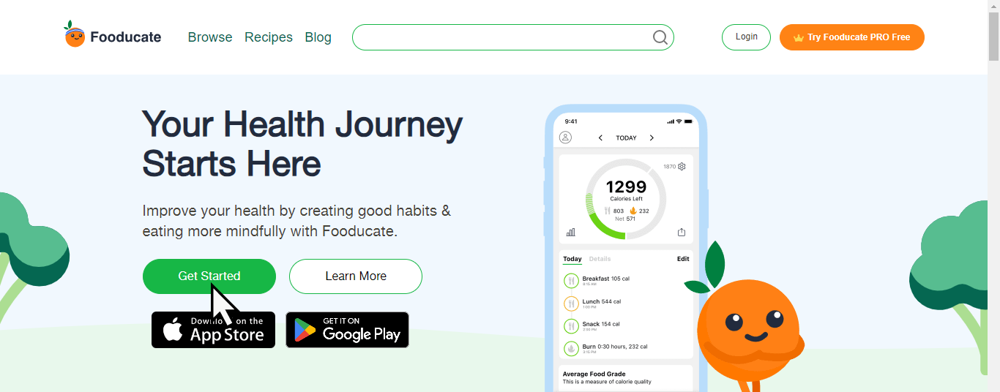 Fooducate
Browse Recipes Blog
Login
Try Fooducate PRO Free
Your Health Journey
Starts Here
Improve your health by creating good habits &
eating more mindfully with Fooducate.
Get Started
Learn More
Download on the
App Store
GET IT ON
Google Play
9:41
TODAY
1870
1299
Calories Left
803 232
Net 571
Today Details Edit
Breakfast 105 cal
9:15 AM
Lunch 544 cal
1:00 PM
Snack 154 cal
2:55 PM
Burn 0:30 hours, 232 cal
3:15 PM
Average Food Grade
This is a measure of calorie quality